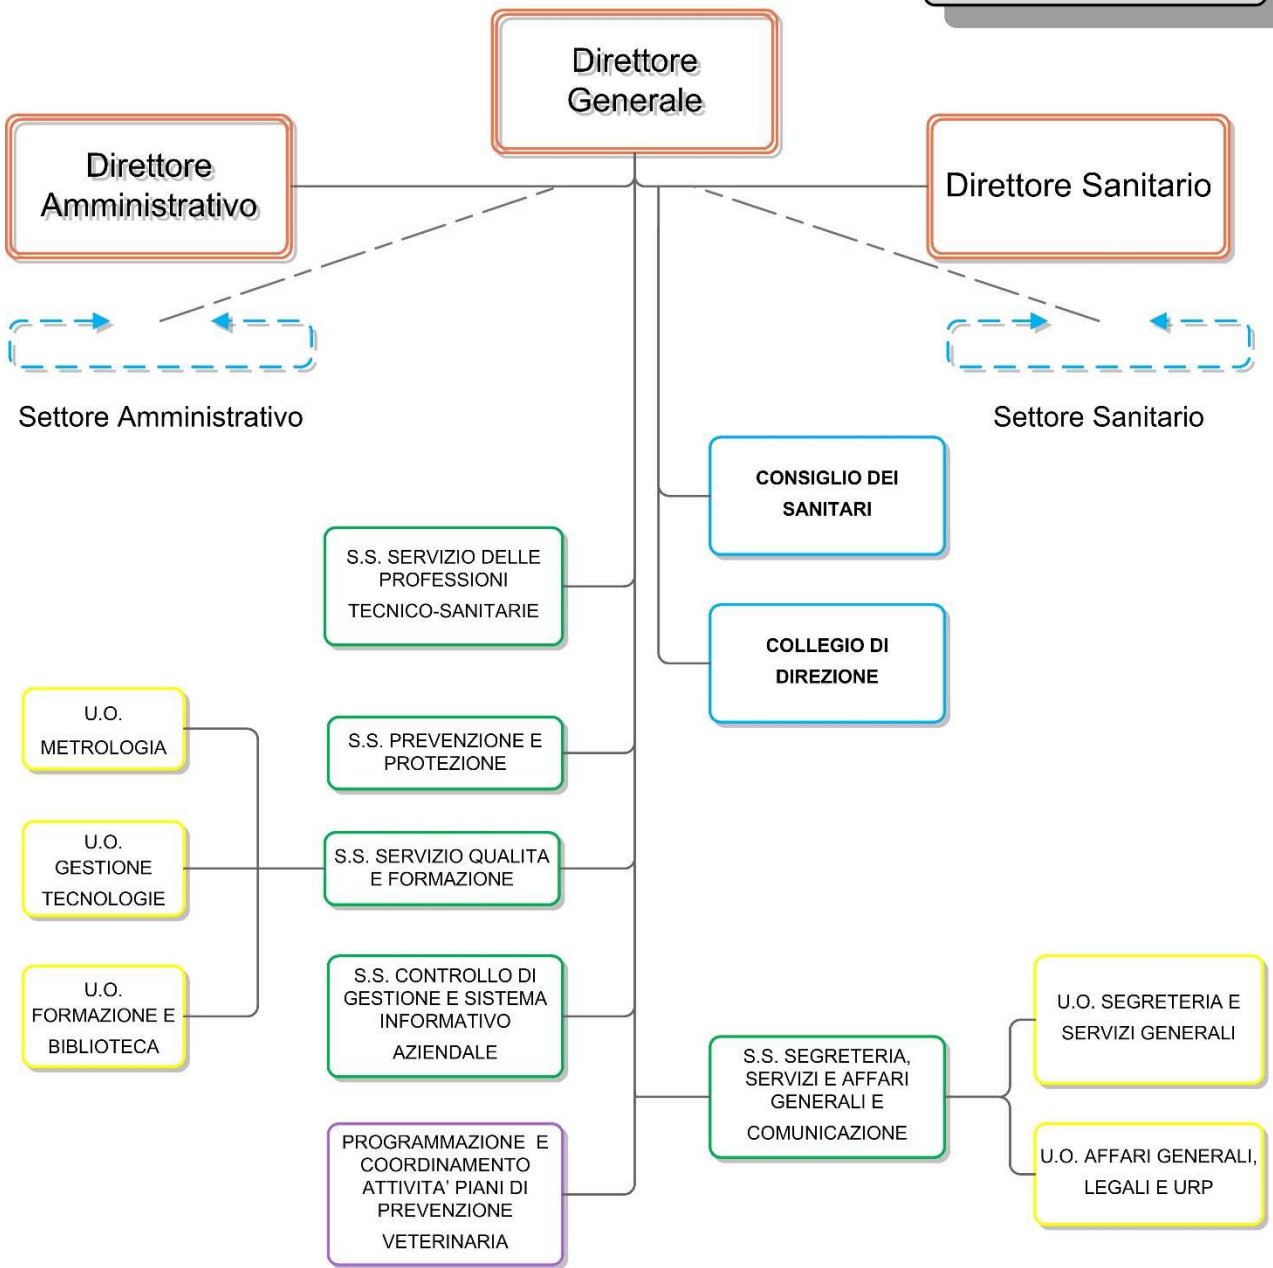 Direttore
Generale
Direttore
Amministrativo
Direttore Sanitario
Settore Amministrativo
Settore Sanitario
CONSIGLIO DEI
SANITARI
S.S. SERVIZIO DELLE
PROFESSIONI
TECNICO-SANITARIE
COLLEGIO DI
DIREZIONE
U.O.
METROLOGIA
S.S. PREVENZIONE E
PROTEZIONE
U.O.
GESTIONE
TECNOLOGIE
S.S. SERVIZIO QUALITA
E FORMAZIONE
U.O.
FORMAZIONE E
BIBLIOTECA
S.S. CONTROLLO DI
GESTIONE E SISTEMA
INFORMATIVO
AZIENDALE
S.S. SEGRETERIA,
SERVIZI E AFFARI
GENERALI E
COMUNICAZIONE
U.O. SEGRETERIA E
SERVIZI GENERALI
PROGRAMMAZIONE E
COORDINAMENTO
ATTIVITA' PIANI DI
PREVENZIONE
VETERINARIA
U.O. AFFARI GENERALI,
LEGALI E URP